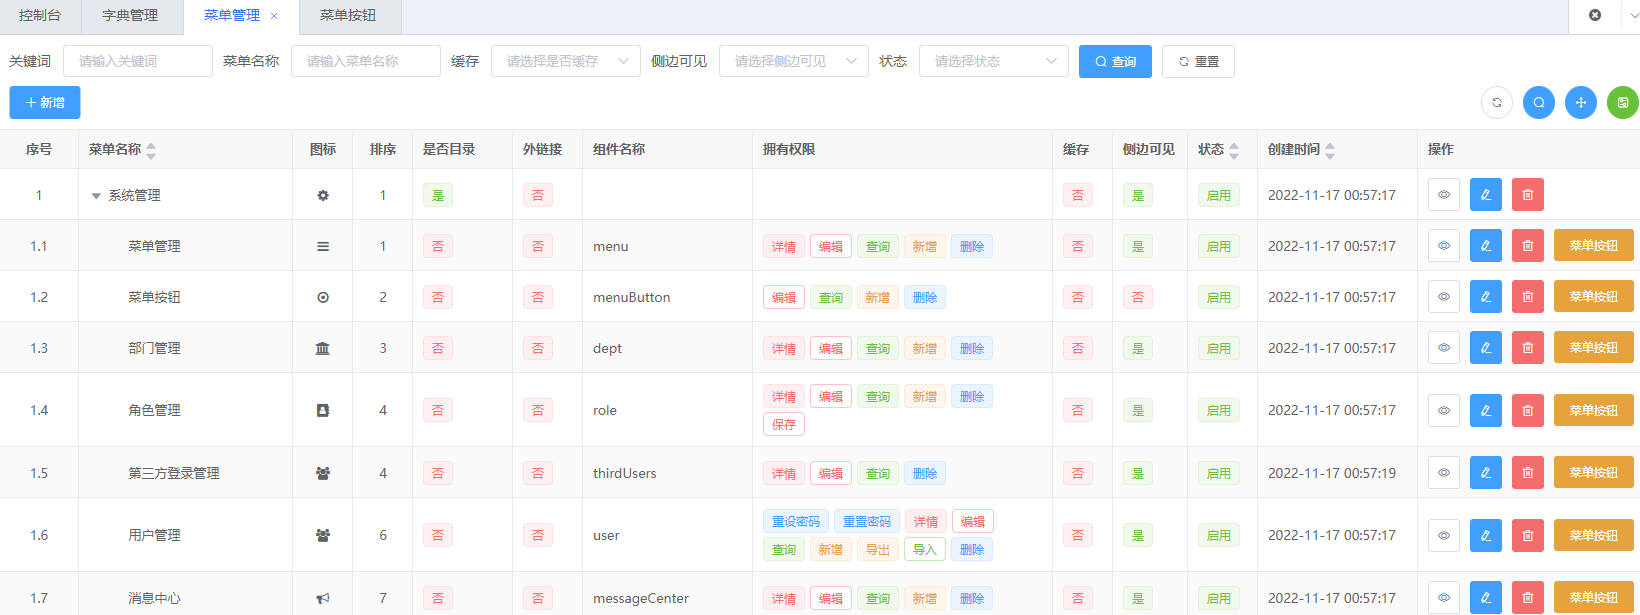 控制台 字典管理 菜单管理 × 菜单按钮
关键词 请输入关键词 菜单名称 请输入菜单名称 缓存 请选择是否缓存 侧边可见 请选择侧边可见 状态 请选择状态 查询 重置
+ 新增
序号 菜单名称 图标 排序 是否目录 外链接 组件名称 拥有权限 缓存 侧边可见 状态 创建时间 操作
1 系统管理 1 是 否 否 是 启用 2022-11-17 00:57:17
1.1 菜单管理 1 否 否 menu 详情 编辑 查询 新增 删除 否 是 启用 2022-11-17 00:57:17 菜单按钮
1.2 菜单按钮 2 否 否 menuButton 编辑 查询 新增 删除 否 否 启用 2022-11-17 00:57:17 菜单按钮
1.3 部门管理 3 否 否 dept 详情 编辑 查询 新增 删除 否 是 启用 2022-11-17 00:57:17 菜单按钮
1.4 角色管理 4 否 否 role 详情 编辑 查询 新增 删除 否 是 启用 2022-11-17 00:57:17 菜单按钮
保存
1.5 第三方登录管理 4 否 否 thirdUsers 详情 编辑 查询 删除 否 是 启用 2022-11-17 00:57:19 菜单按钮
1.6 用户管理 6 否 否 user 重设密码 重置密码 详情 编辑 否 是 启用 2022-11-17 00:57:17 菜单按钮
查询 新增 导出 导入 删除
1.7 消息中心 7 否 否 messageCenter 详情 编辑 查询 新增 删除 否 是 启用 2022-11-17 00:57:17 菜单按钮